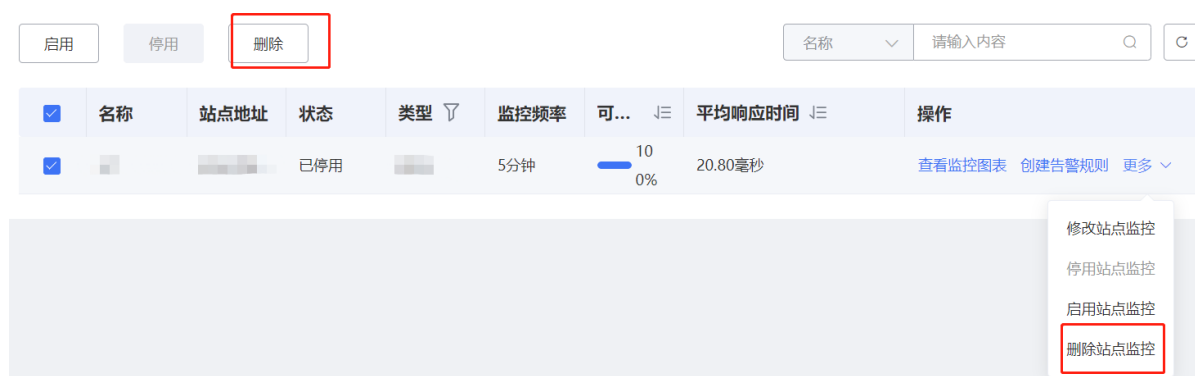 启用 停用 删除 名称 请输入内容
名称 站点地址 状态 类型 监控频率 可... 平均响应时间 操作
已停用 5分钟 100% 20.80毫秒 查看监控图表 创建告警规则 更多
修改站点监控
停用站点监控
启用站点监控
删除站点监控